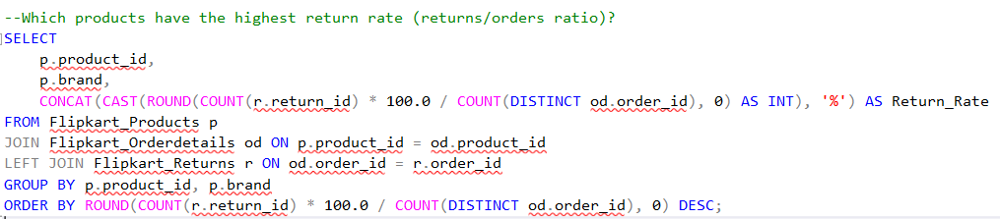 --Which products have the highest return rate (returns/orders ratio)?
SELECT
    p.product_id,
    p.brand,
    CONCAT(CAST(ROUND(COUNT(r.return_id) * 100.0 / COUNT(DISTINCT od.order_id), 0) AS INT), '%') AS Return_Rate
FROM Flipkart_Products p
JOIN Flipkart_Orderdetails od ON p.product_id = od.product_id
LEFT JOIN Flipkart_Returns r ON od.order_id = r.order_id
GROUP BY p.product_id, p.brand
ORDER BY ROUND(COUNT(r.return_id) * 100.0 / COUNT(DISTINCT od.order_id), 0) DESC;